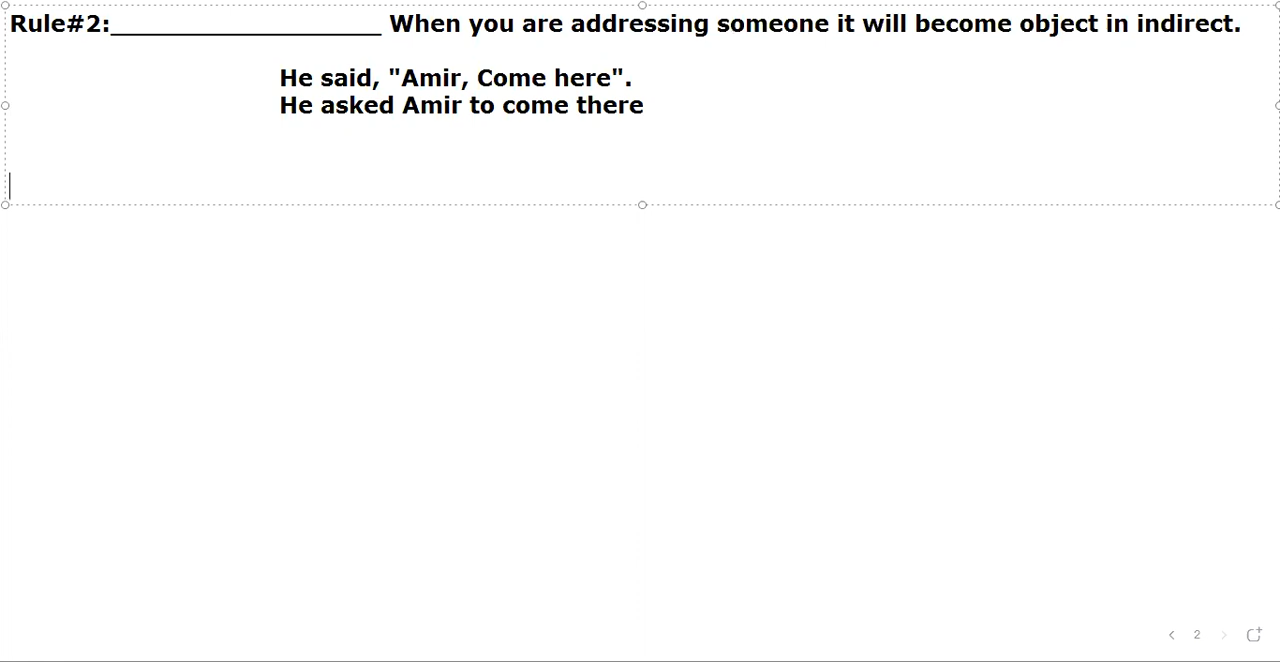 Rule#2:____________________ When you are addressing someone it will become object in indirect.
He said, "Amir, Come here".
He asked Amir to come there
2